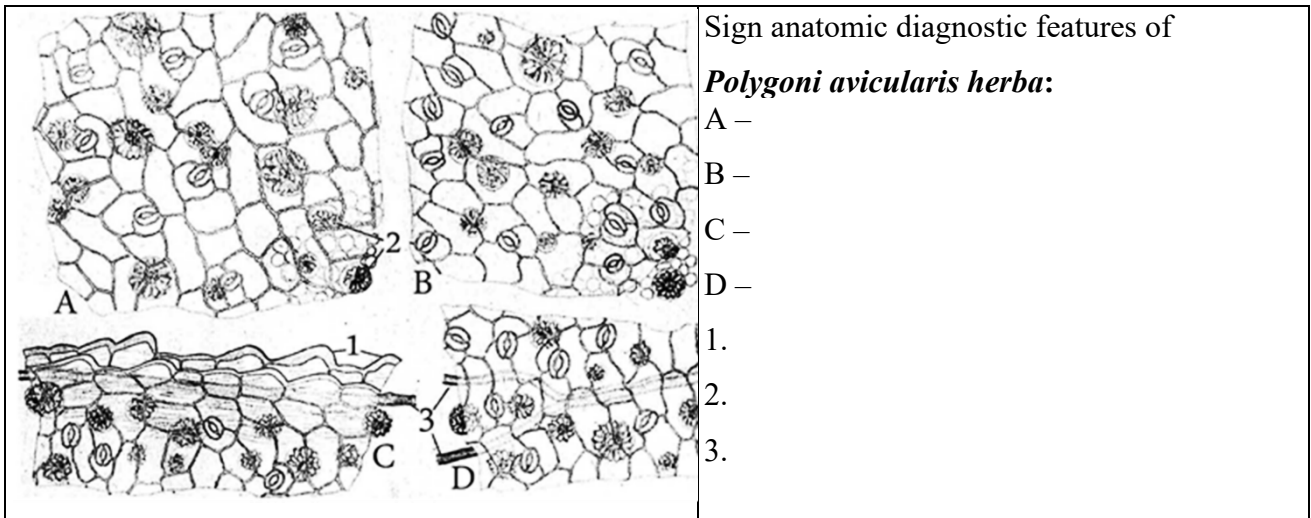 Sign anatomic diagnostic features of
Polygoni avicularis herba:
A –
B –
C –
D –
1.
2.
3.
A
2
B
1
3
C
D